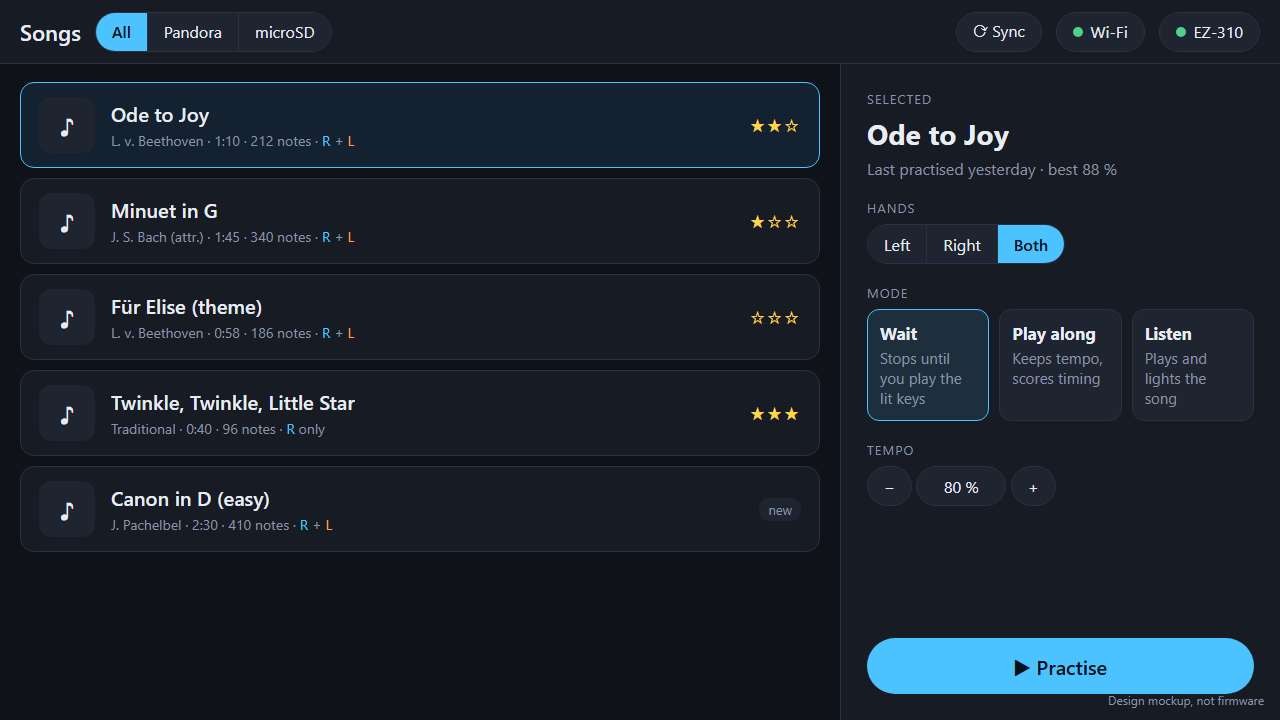 Songs
All
Pandora
microSD
⟳ Sync
Wi-Fi
EZ-310
Ode to Joy
L. v. Beethoven · 1:10 · 212 notes · R + L
★★☆
Minuet in G
J. S. Bach (attr.) · 1:45 · 340 notes · R + L
★☆☆
Für Elise (theme)
L. v. Beethoven · 0:58 · 186 notes · R + L
☆☆☆
Twinkle, Twinkle, Little Star
Traditional · 0:40 · 96 notes · R only
★★★
Canon in D (easy)
J. Pachelbel · 2:30 · 410 notes · R + L
new
SELECTED
Ode to Joy
Last practised yesterday · best 88 %
HANDS
Left
Right
Both
MODE
Wait
Stops until
you play the
lit keys
Play along
Keeps tempo,
scores timing
Listen
Plays and
lights the
song
TEMPO
–
80 %
+
▶ Practise
Design mockup, not firmware